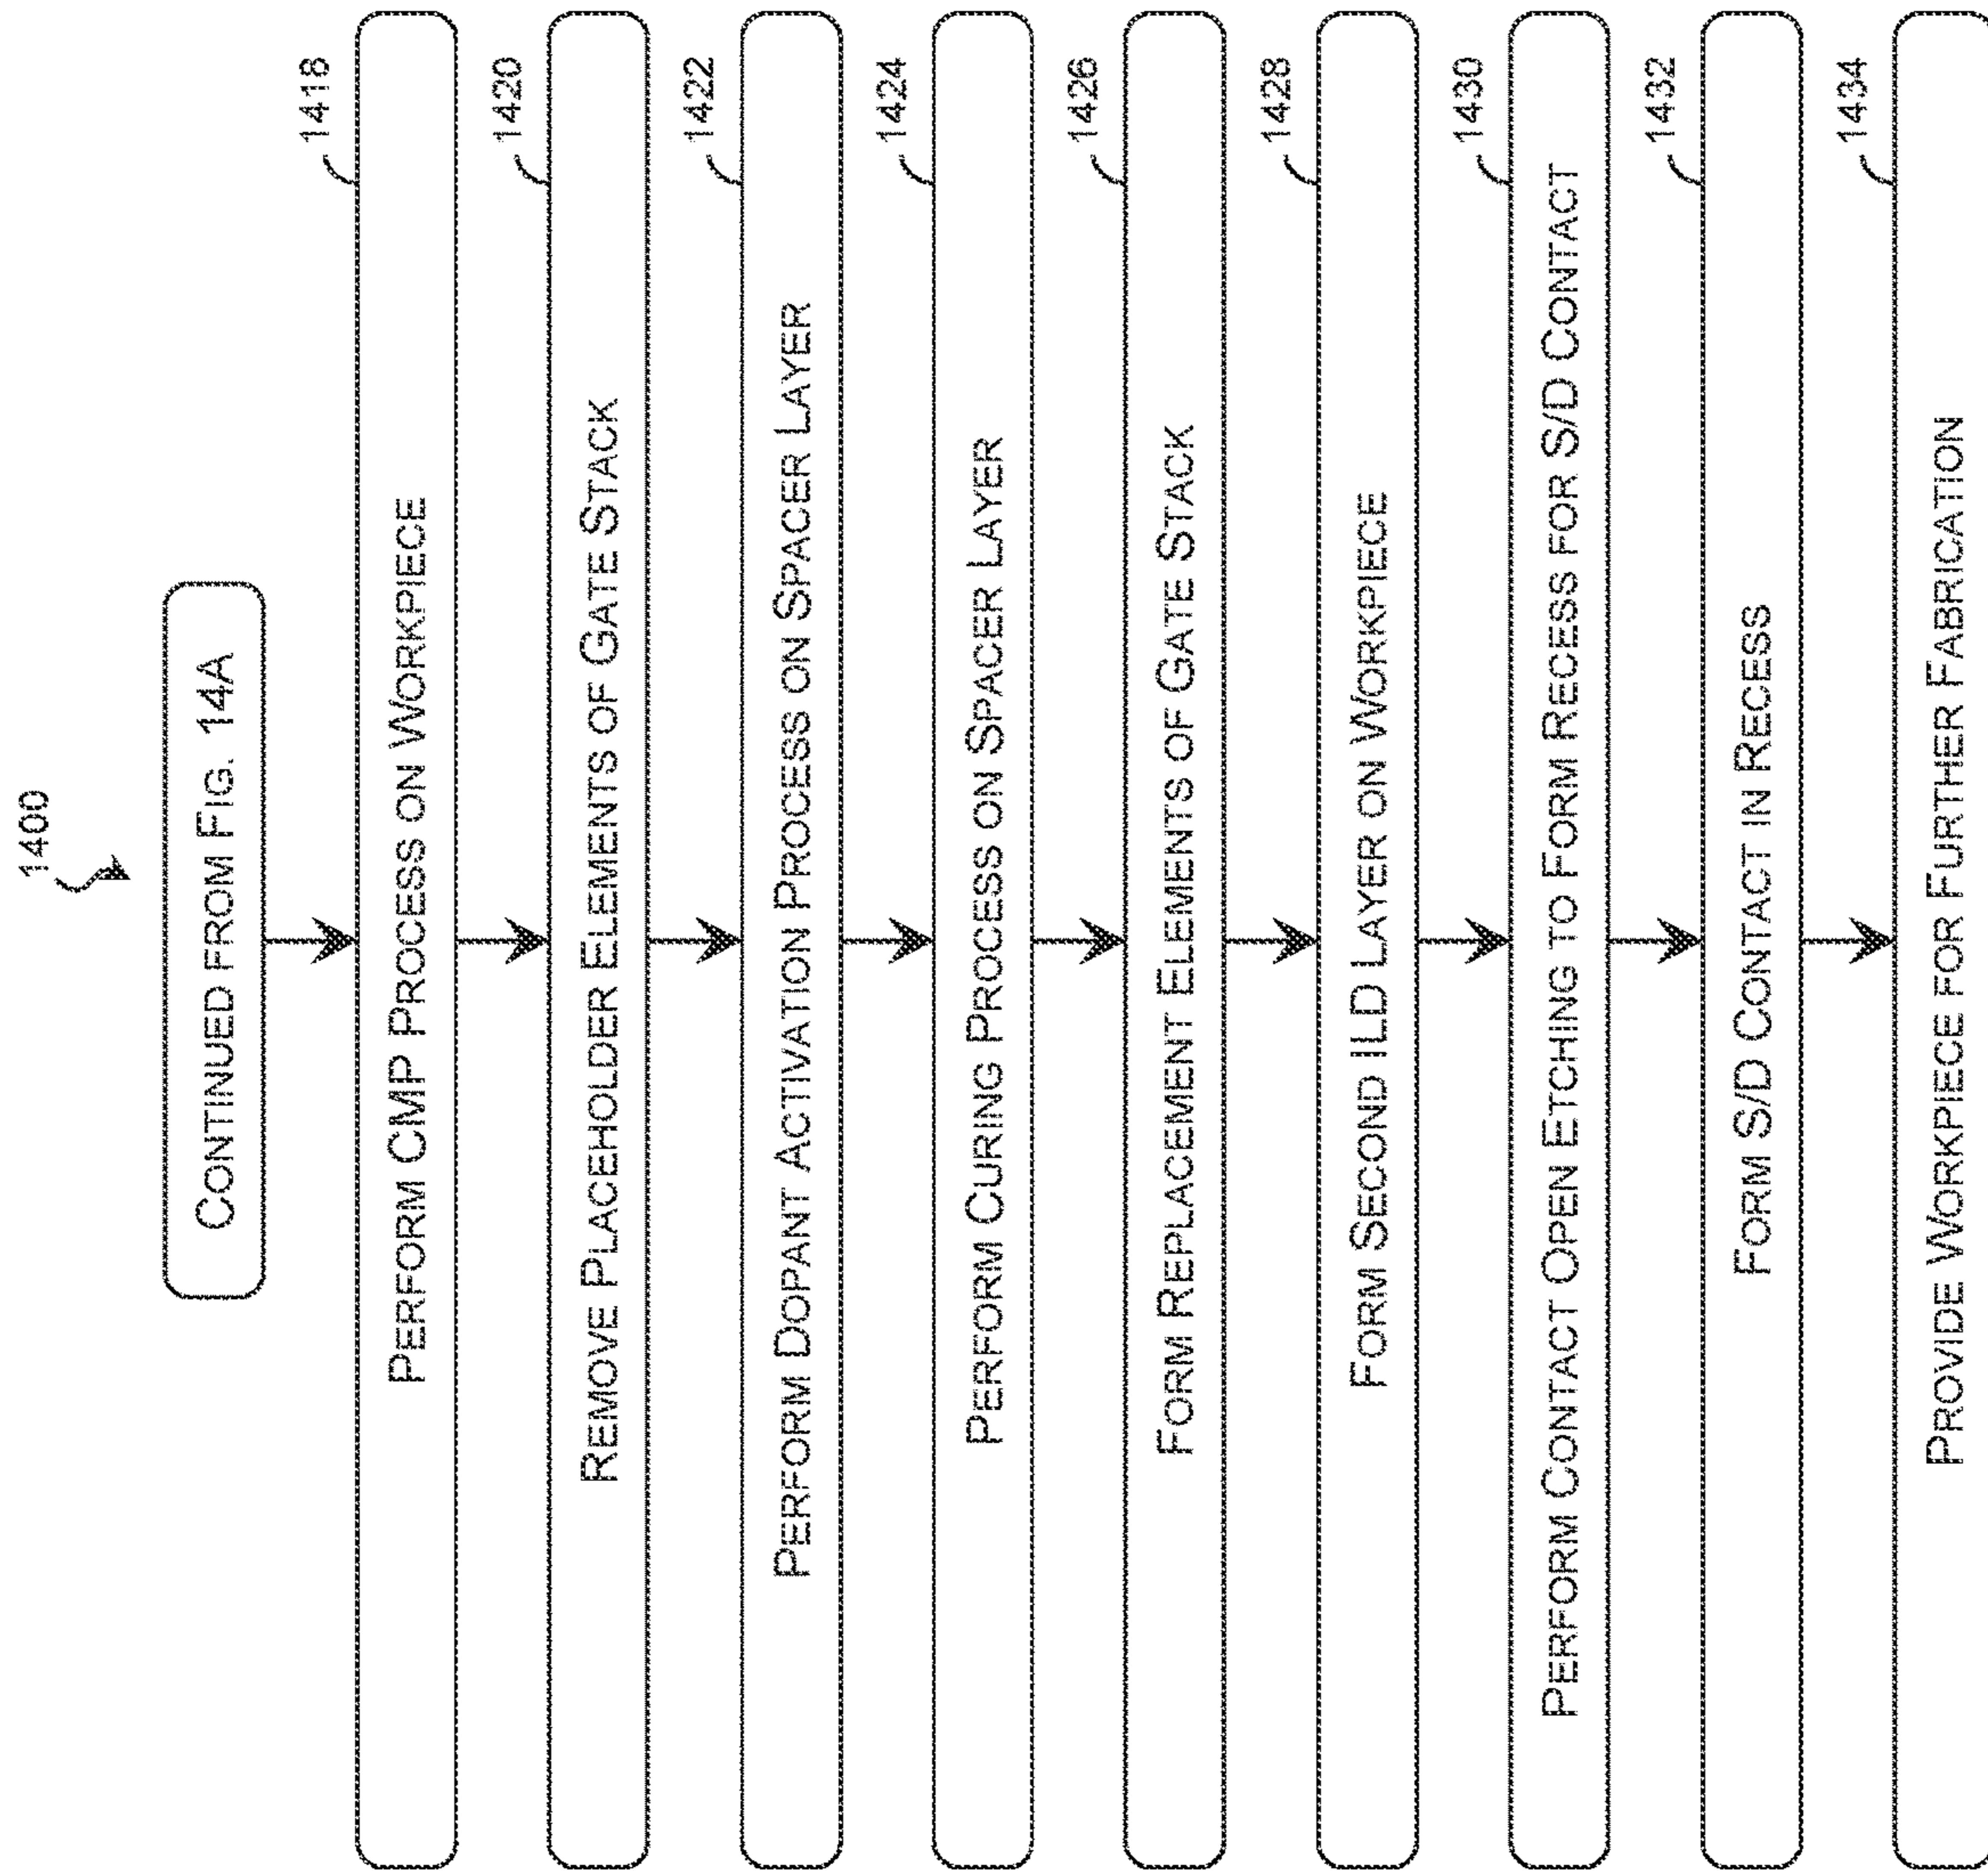 1400
CONTINUED FROM FIG. 14A
1418
PERFORM CMP PROCESS ON WORKPIECE
1420
REMOVE PLACEHOLDER ELEMENTS OF GATE STACK
1422
PERFORM DOPANT ACTIVATION PROCESS ON SPACER LAYER
1424
PERFORM CURING PROCESS ON SPACER LAYER
1426
FORM REPLACEMENT ELEMENTS OF GATE STACK
1428
FORM SECOND ILD LAYER ON WORKPIECE
1430
PERFORM CONTACT OPEN ETCHING TO FORM RECESS FOR S/D CONTACT
1432
FORM S/D CONTACT IN RECESS
1434
PROVIDE WORKPIECE FOR FURTHER FABRICATION